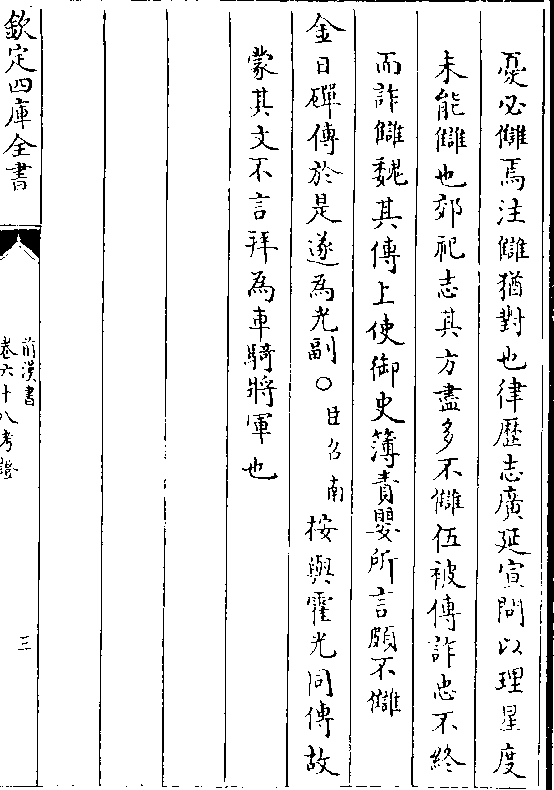 憂必讎焉注讎猶對也律歷志廣延宣問以理星度
未能讎也郊祀志其方盡多不讎伍被傳詐忠不終
而詐讎魏其傳上使御史簿責嬰所言頗不讎
金日磾傳於是遂為光副○臣召南按與霍光同傳故
蒙其文不言拜為車騎將軍也
欽定四庫全書
前漢書
卷六十八考證
三